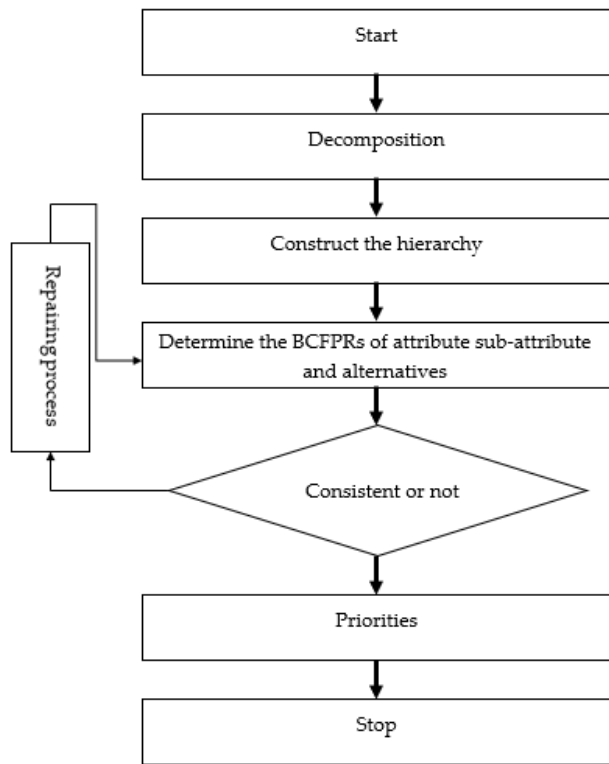 Start
Decomposition
Construct the hierarchy
Repairing process
Determine the BCFPRs of attribute sub-attribute
and alternatives
Consistent or not
Priorities
Stop